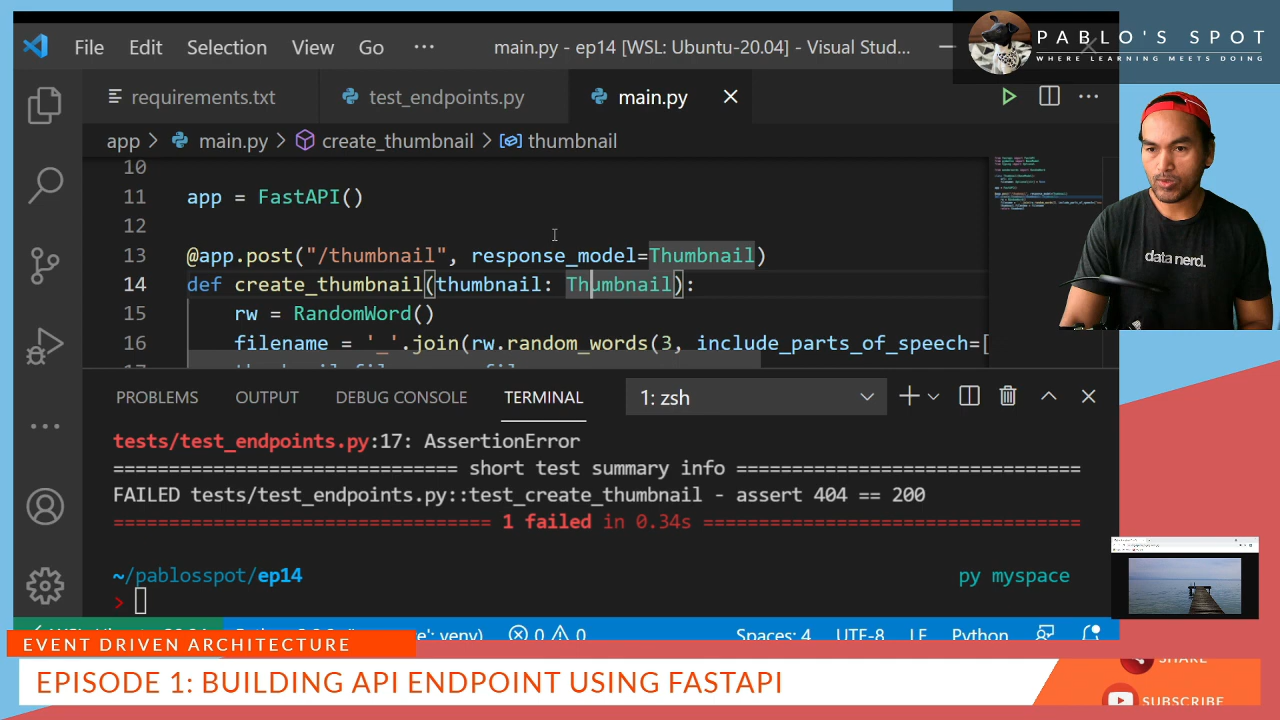 PABLO'S SPOT
WHERE LEARNING MEETS DOING
File Edit Selection View Go ··· main.py - ep14 [WSL: Ubuntu-20.04] - Visual Stud...
requirements.txt test_endpoints.py main.py
app > main.py > create_thumbnail > thumbnail
10
11 app = FastAPI()
12
13 @app.post("/thumbnail", response_model=Thumbnail)
14 def create_thumbnail(thumbnail: Thumbnail):
15 rw = RandomWord()
16 filename = '_'.join(rw.random_words(3, include_parts_of_speech=[
data nerd.
PROBLEMS OUTPUT DEBUG CONSOLE TERMINAL 1: zsh
tests/test_endpoints.py:17: AssertionError
============================= short test summary info =============================
FAILED tests/test_endpoints.py::test_create_thumbnail - assert 404 == 200
================================ 1 failed in 0.34s ================================
~/pablosspot/ep14 py myspace
>
0 0 Spaces: 4 UTF-8 LF Python
EVENT DRIVEN ARCHITECTURE
EPISODE 1: BUILDING API ENDPOINT USING FASTAPI
SHARE
SUBSCRIBE